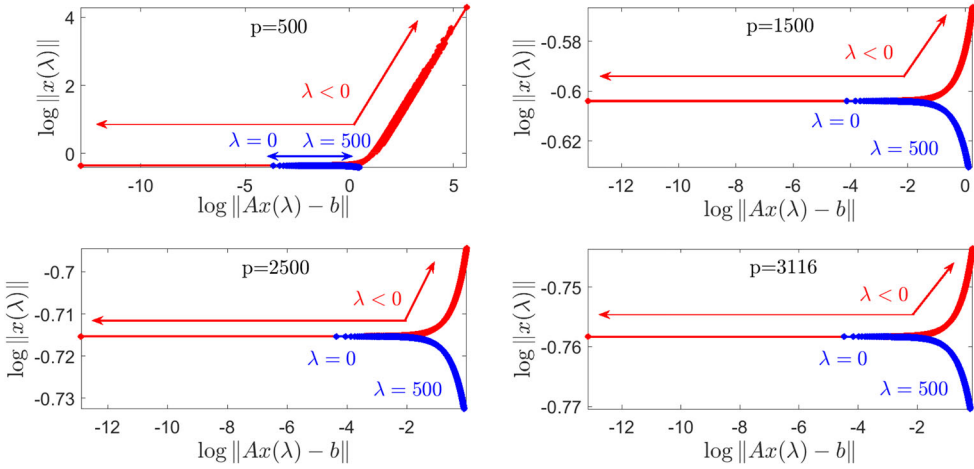 4
2
0
log ||x(λ)||
p=500
λ < 0
λ = 0
λ = 500
-10
-5
0
5
log ||Ax(λ) − b||
-0.58
-0.6
-0.62
log ||x(λ)||
p=1500
λ < 0
λ = 0
λ = 500
-12
-10
-8
-6
-4
-2
0
log ||Ax(λ) − b||
-0.7
-0.71
-0.72
-0.73
log ||x(λ)||
p=2500
λ < 0
λ = 0
λ = 500
-12
-10
-8
-6
-4
-2
log ||Ax(λ) − b||
-0.75
-0.76
-0.77
log ||x(λ)||
p=3116
λ < 0
λ = 0
λ = 500
-12
-10
-8
-6
-4
-2
log ||Ax(λ) − b||